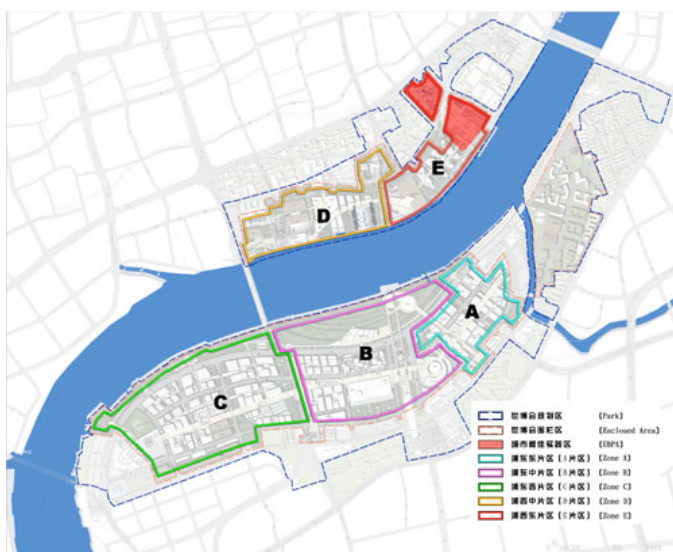 E
D
A
B
C
世博会规划区 (Park)
世博会围栏区 (Enclosed Area)
城市最佳实践区 (EBPA)
浦东东片区 (A片区) (Zone A)
浦东中片区 (B片区) (Zone B)
浦东西片区 (C片区) (Zone C)
浦西中片区 (D片区) (Zone D)
浦西东片区 (E片区) (Zone E)